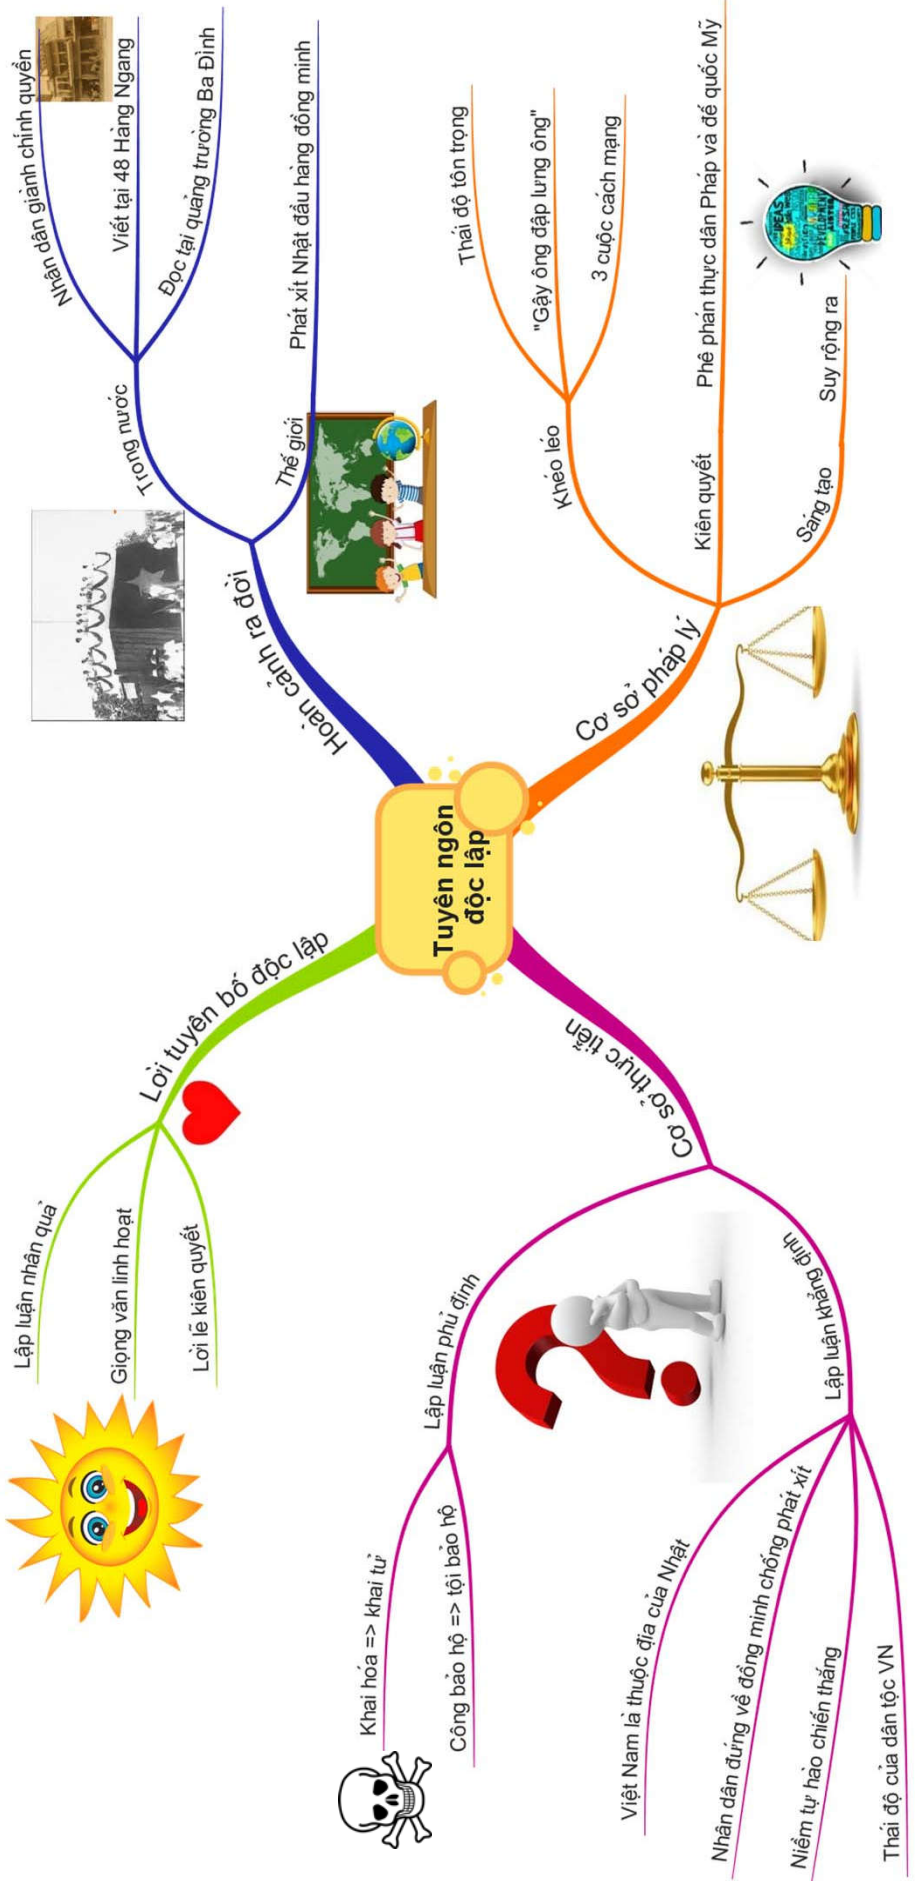 Tuyên ngôn
độc lập
Hoàn cảnh ra đời
Trong nước
Nhân dân giành chính quyền
Viết tại 48 Hàng Ngang
Đọc tại quảng trường Ba Đình
Thế giới
Phát xít Nhật đầu hàng đồng minh
Cơ sở pháp lý
Khéo léo
Thái độ tôn trọng
"Gậy ông đập lưng ông"
3 cuộc cách mạng
Kiên quyết
Phê phán thực dân Pháp và đế quốc Mỹ
Sáng tạo
Suy rộng ra
IDEAS
Cơ sở thực tiễn
Lập luận phủ định
Khai hóa => khai tử
Công bảo hộ => tội bảo hộ
Lập luận khẳng định
Việt Nam là thuộc địa của Nhật
Nhân dân đứng về đồng minh chống phát xít
Niềm tự hào chiến thắng
Thái độ của dân tộc VN
Lời tuyên bố độc lập
Lập luận nhân quả
Giọng văn linh hoạt
Lời lẽ kiên quyết